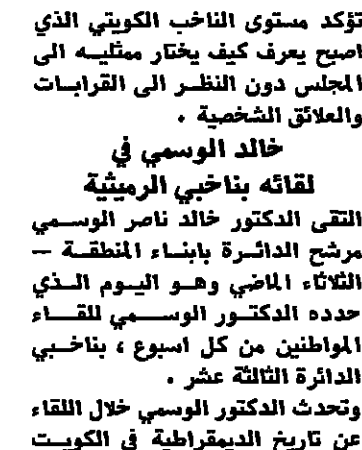 تؤكد مستوى الناخب الكويتي الذي
اصبح يعرف كيف يختار ممثليه الى
المجلس دون النظر الى القرابات
والعلائق الشخصية .
خالد الوسمي في
لقائه بناخبي الرميثية
التقى الدكتور خالد ناصر الوسمي
مرشح الدائرة بابناء المنطقة —
الثلاثاء الماضي وهو اليوم الذي
حدده الدكتور الوسمي للقاء
المواطنين من كل اسبوع ، بناخبي
الدائرة الثالثة عشر .
وتحدث الدكتور الوسمي خلال اللقاء
عن تاريخ الديمقراطية في الكويت